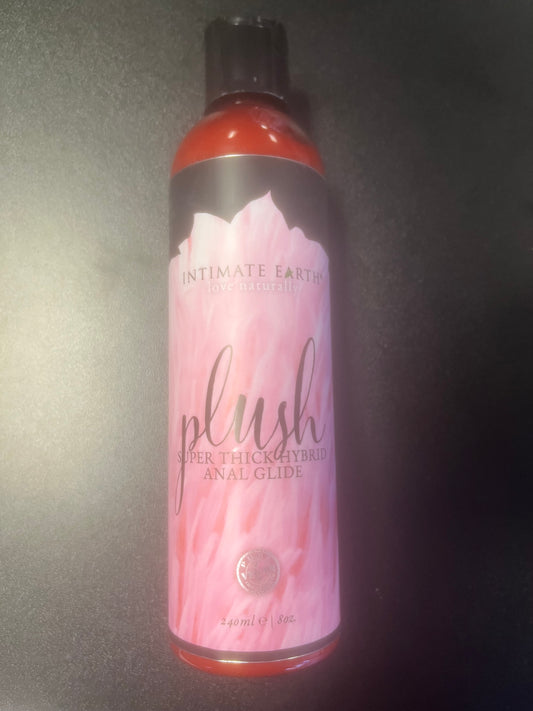 INTIMATE EARTH®
love naturally
plush
SUPER THICK HYBRID
ANAL GLIDE
240ml ℮ | 8oz.